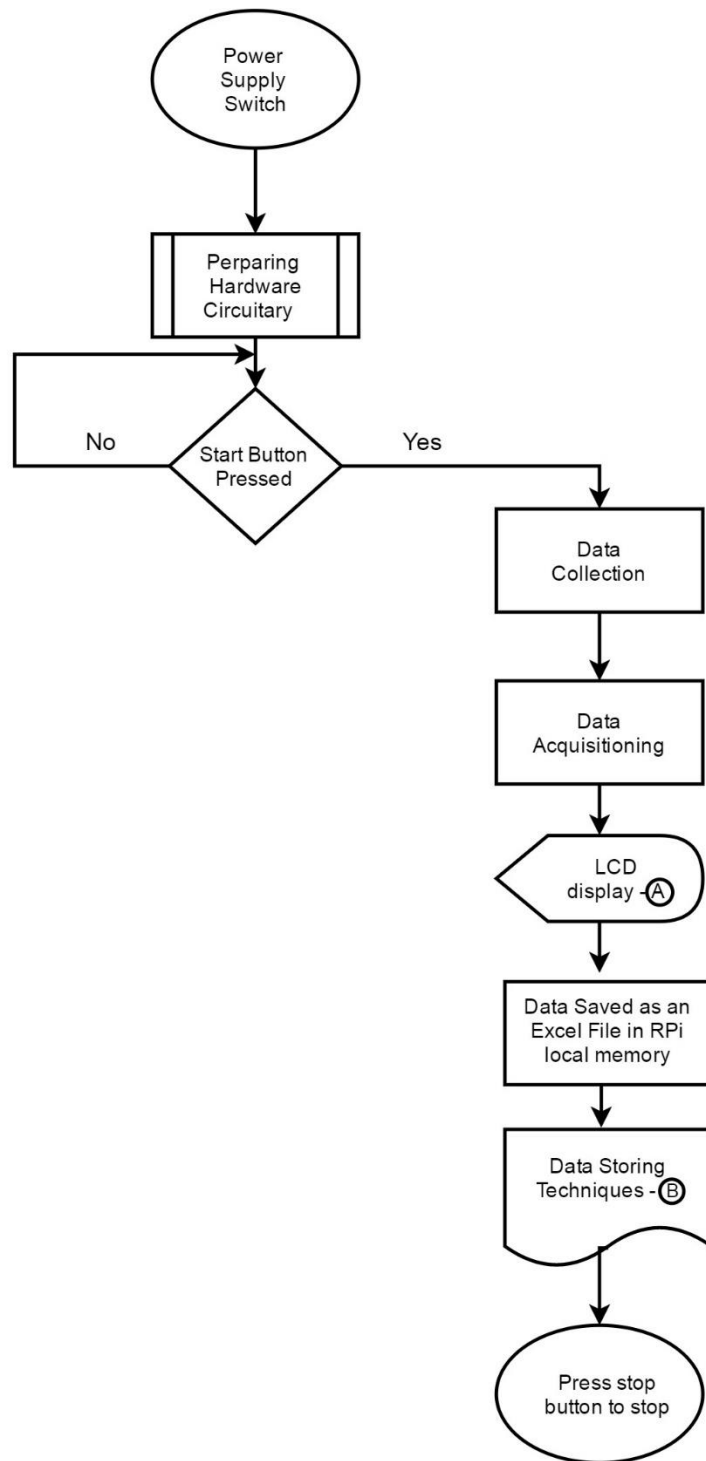 Power
Supply
Switch
Perparing
Hardware
Circuitary
No
Start Button
Pressed
Yes
Data
Collection
Data
Acquisitioning
LCD
display - A
Data Saved as an
Excel File in RPi
local memory
Data Storing
Techniques - B
Press stop
button to stop